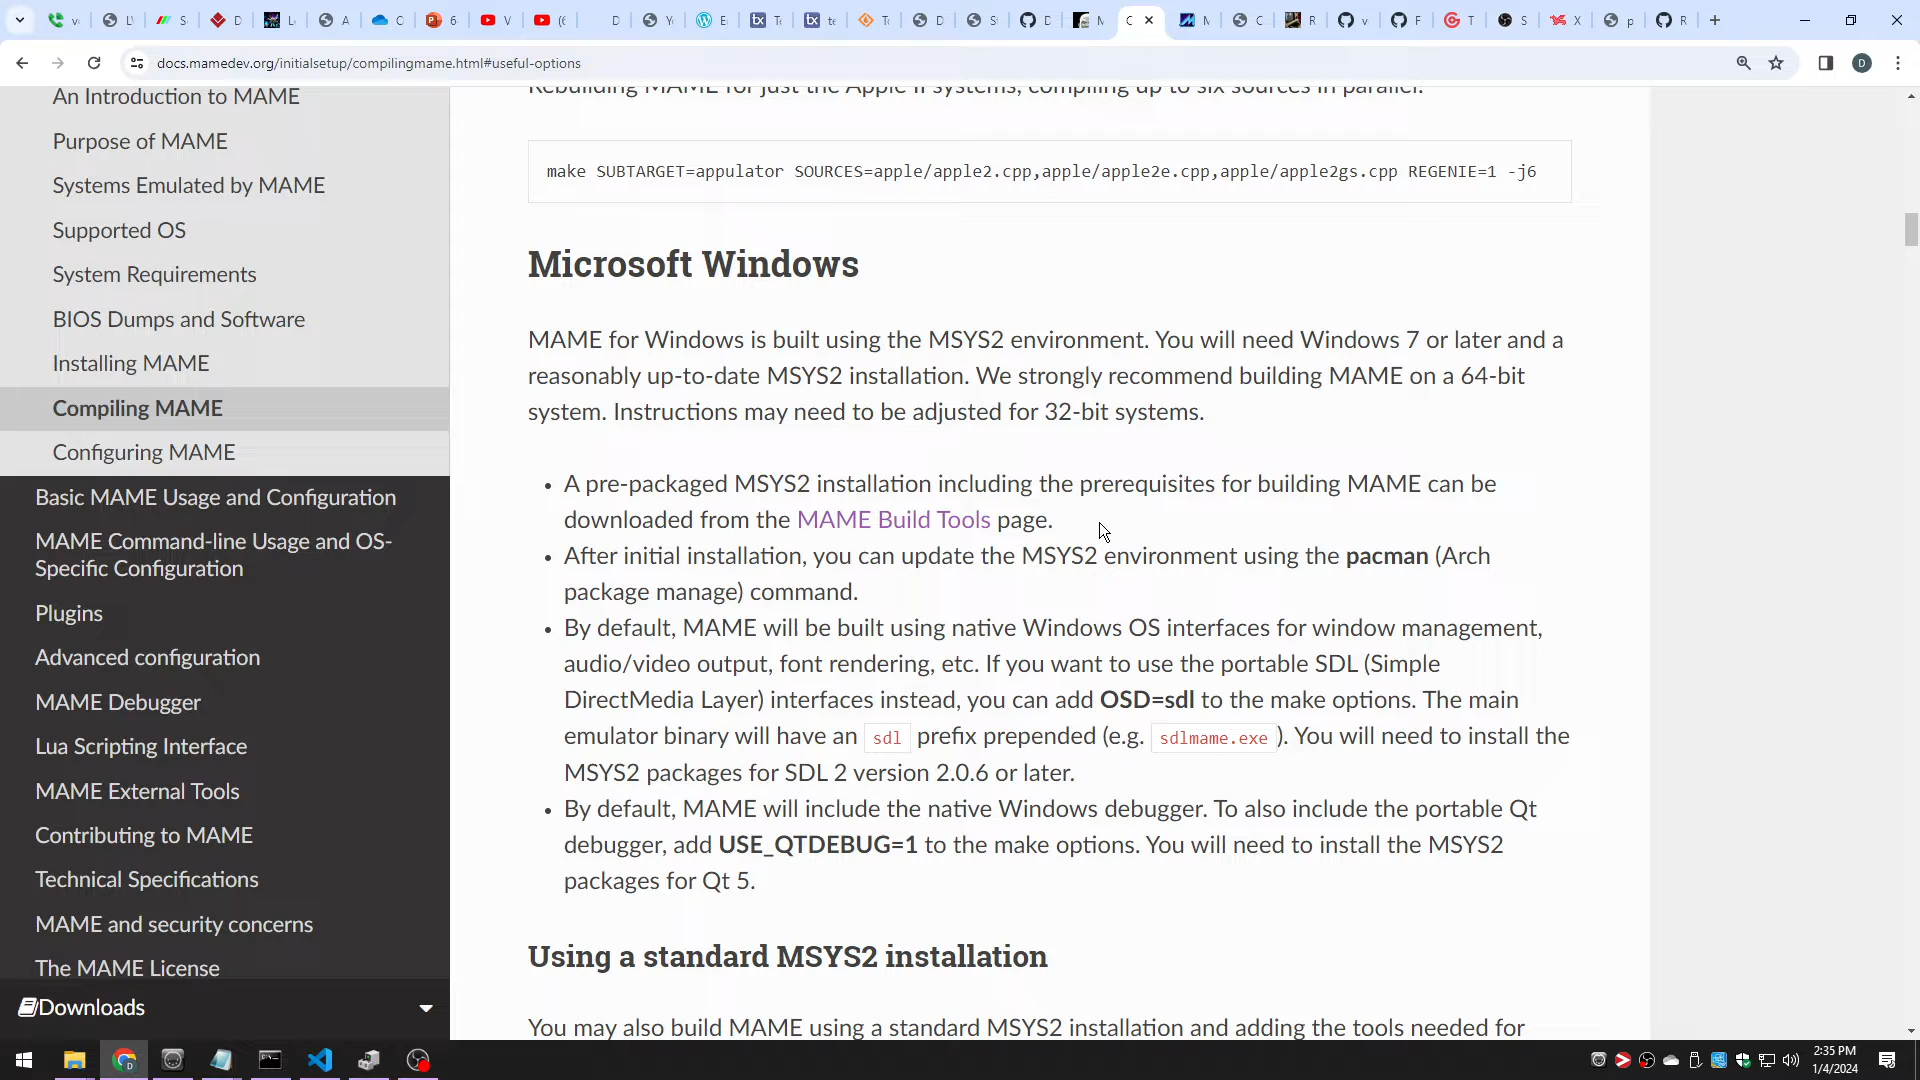 docs.mamedev.org/initialsetup/compilingmame.html#useful-options
An Introduction to MAME
Purpose of MAME
Systems Emulated by MAME
Supported OS
System Requirements
BIOS Dumps and Software
Installing MAME
Compiling MAME
Configuring MAME
Basic MAME Usage and Configuration
MAME Command-line Usage and OS-
Specific Configuration
Plugins
Advanced configuration
MAME Debugger
Lua Scripting Interface
MAME External Tools
Contributing to MAME
Technical Specifications
MAME and security concerns
The MAME License
Downloads
Rebuilding MAME for just the Apple II systems, compiling up to six sources in parallel:
make SUBTARGET=appulator SOURCES=apple/apple2.cpp,apple/apple2e.cpp,apple/apple2gs.cpp REGENIE=1 -j6
Microsoft Windows
MAME for Windows is built using the MSYS2 environment. You will need Windows 7 or later and a
reasonably up-to-date MSYS2 installation. We strongly recommend building MAME on a 64-bit
system. Instructions may need to be adjusted for 32-bit systems.
• A pre-packaged MSYS2 installation including the prerequisites for building MAME can be
downloaded from the MAME Build Tools page.
• After initial installation, you can update the MSYS2 environment using the pacman (Arch
package manage) command.
• By default, MAME will be built using native Windows OS interfaces for window management,
audio/video output, font rendering, etc. If you want to use the portable SDL (Simple
DirectMedia Layer) interfaces instead, you can add OSD=sdl to the make options. The main
emulator binary will have an sdl prefix prepended (e.g. sdlmame.exe). You will need to install the
MSYS2 packages for SDL 2 version 2.0.6 or later.
• By default, MAME will include the native Windows debugger. To also include the portable Qt
debugger, add USE_QTDEBUG=1 to the make options. You will need to install the MSYS2
packages for Qt 5.
Using a standard MSYS2 installation
You may also build MAME using a standard MSYS2 installation and adding the tools needed for
2:35 PM
1/4/2024